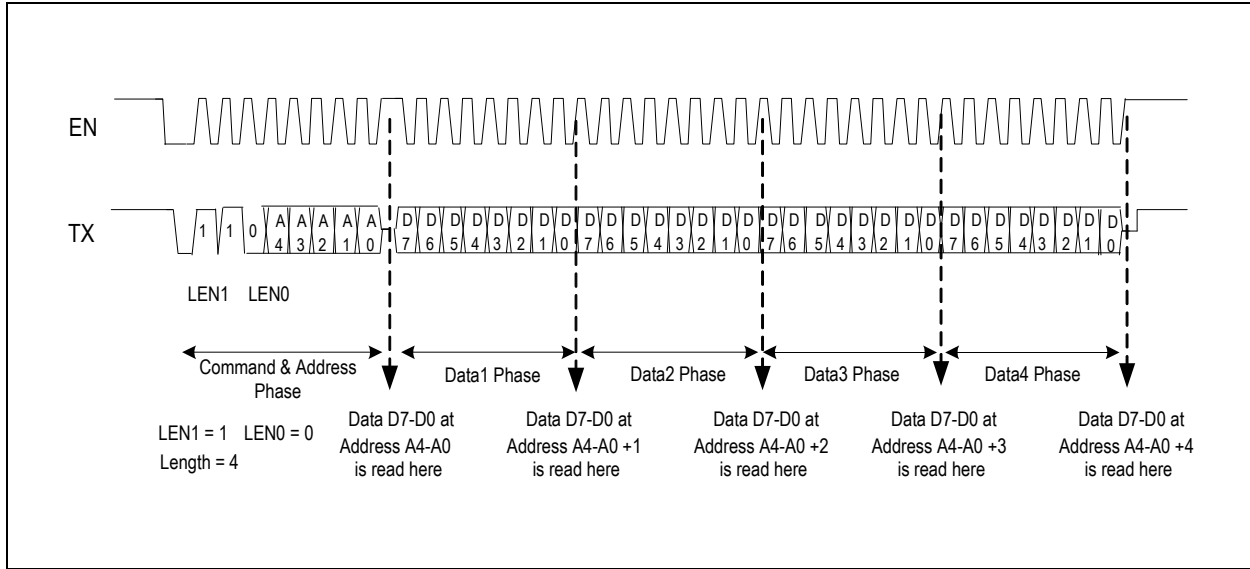 EN
TX
1 1 0 A4 A3 A2 A1 A0 D7 D6 D5 D4 D3 D2 D1 D0 D7 D6 D5 D4 D3 D2 D1 D0 D7 D6 D5 D4 D3 D2 D1 D0 D7 D6 D5 D4 D3 D2 D1 D0
LEN1 LEN0
Command & Address
Phase
Data1 Phase
Data2 Phase
Data3 Phase
Data4 Phase
LEN1 = 1 LEN0 = 0
Length = 4
Data D7-D0 at
Address A4-A0
is read here
Data D7-D0 at
Address A4-A0 +1
is read here
Data D7-D0 at
Address A4-A0 +2
is read here
Data D7-D0 at
Address A4-A0 +3
is read here
Data D7-D0 at
Address A4-A0 +4
is read here